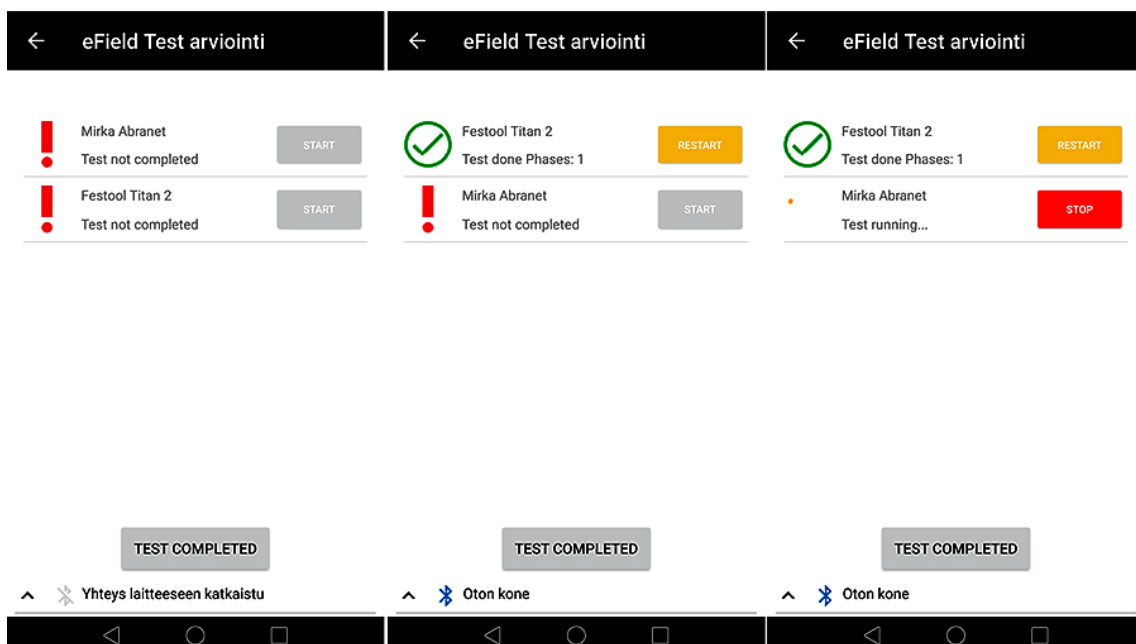 eField Test arviointi
Mirka Abranet
Test not completed
START
Festool Titan 2
Test not completed
START
TEST COMPLETED
Yhteys laitteeseen katkaistu
eField Test arviointi
Festool Titan 2
Test done Phases: 1
RESTART
Mirka Abranet
Test not completed
START
TEST COMPLETED
Oton kone
eField Test arviointi
Festool Titan 2
Test done Phases: 1
RESTART
Mirka Abranet
Test running...
STOP
TEST COMPLETED
Oton kone